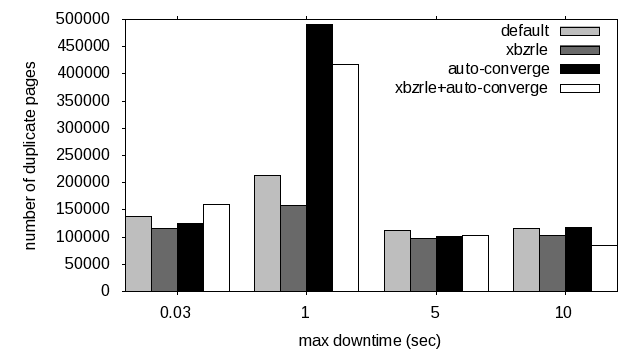 number of duplicate pages
500000
450000
400000
350000
300000
250000
200000
150000
100000
50000
0
default
xbzrle
auto-converge
xbzrle+auto-converge
0.03 1 5 10
max downtime (sec)